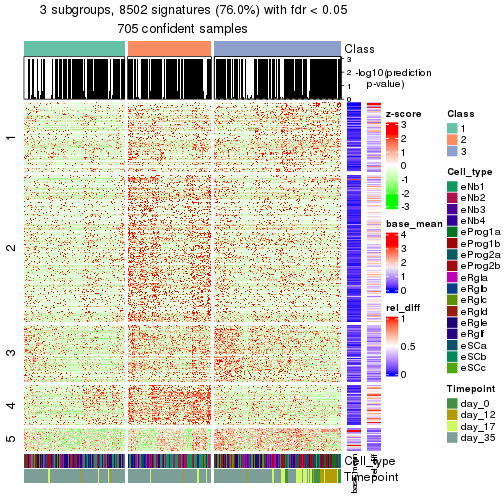 3 subgroups, 8502 signatures (76.0%) with fdr < 0.05
705 confident samples
Class
3
2
1
0
-log10(prediction
p-value)
1
2
3
4
5
z-score
3
2
1
0
-1
-2
-3
base_mean
4
3
2
1
0
rel_diff
1
0.5
0
Class
1
2
3
Cell_type
eNb1
eNb2
eNb3
eNb4
eProg1a
eProg1b
eProg2a
eProg2b
eRgla
eRglb
eRglc
eRgld
eRgle
eRglf
eSCa
eSCb
eSCc
Timepoint
day_0
day_12
day_17
day_35
Cell_type
Timepoint